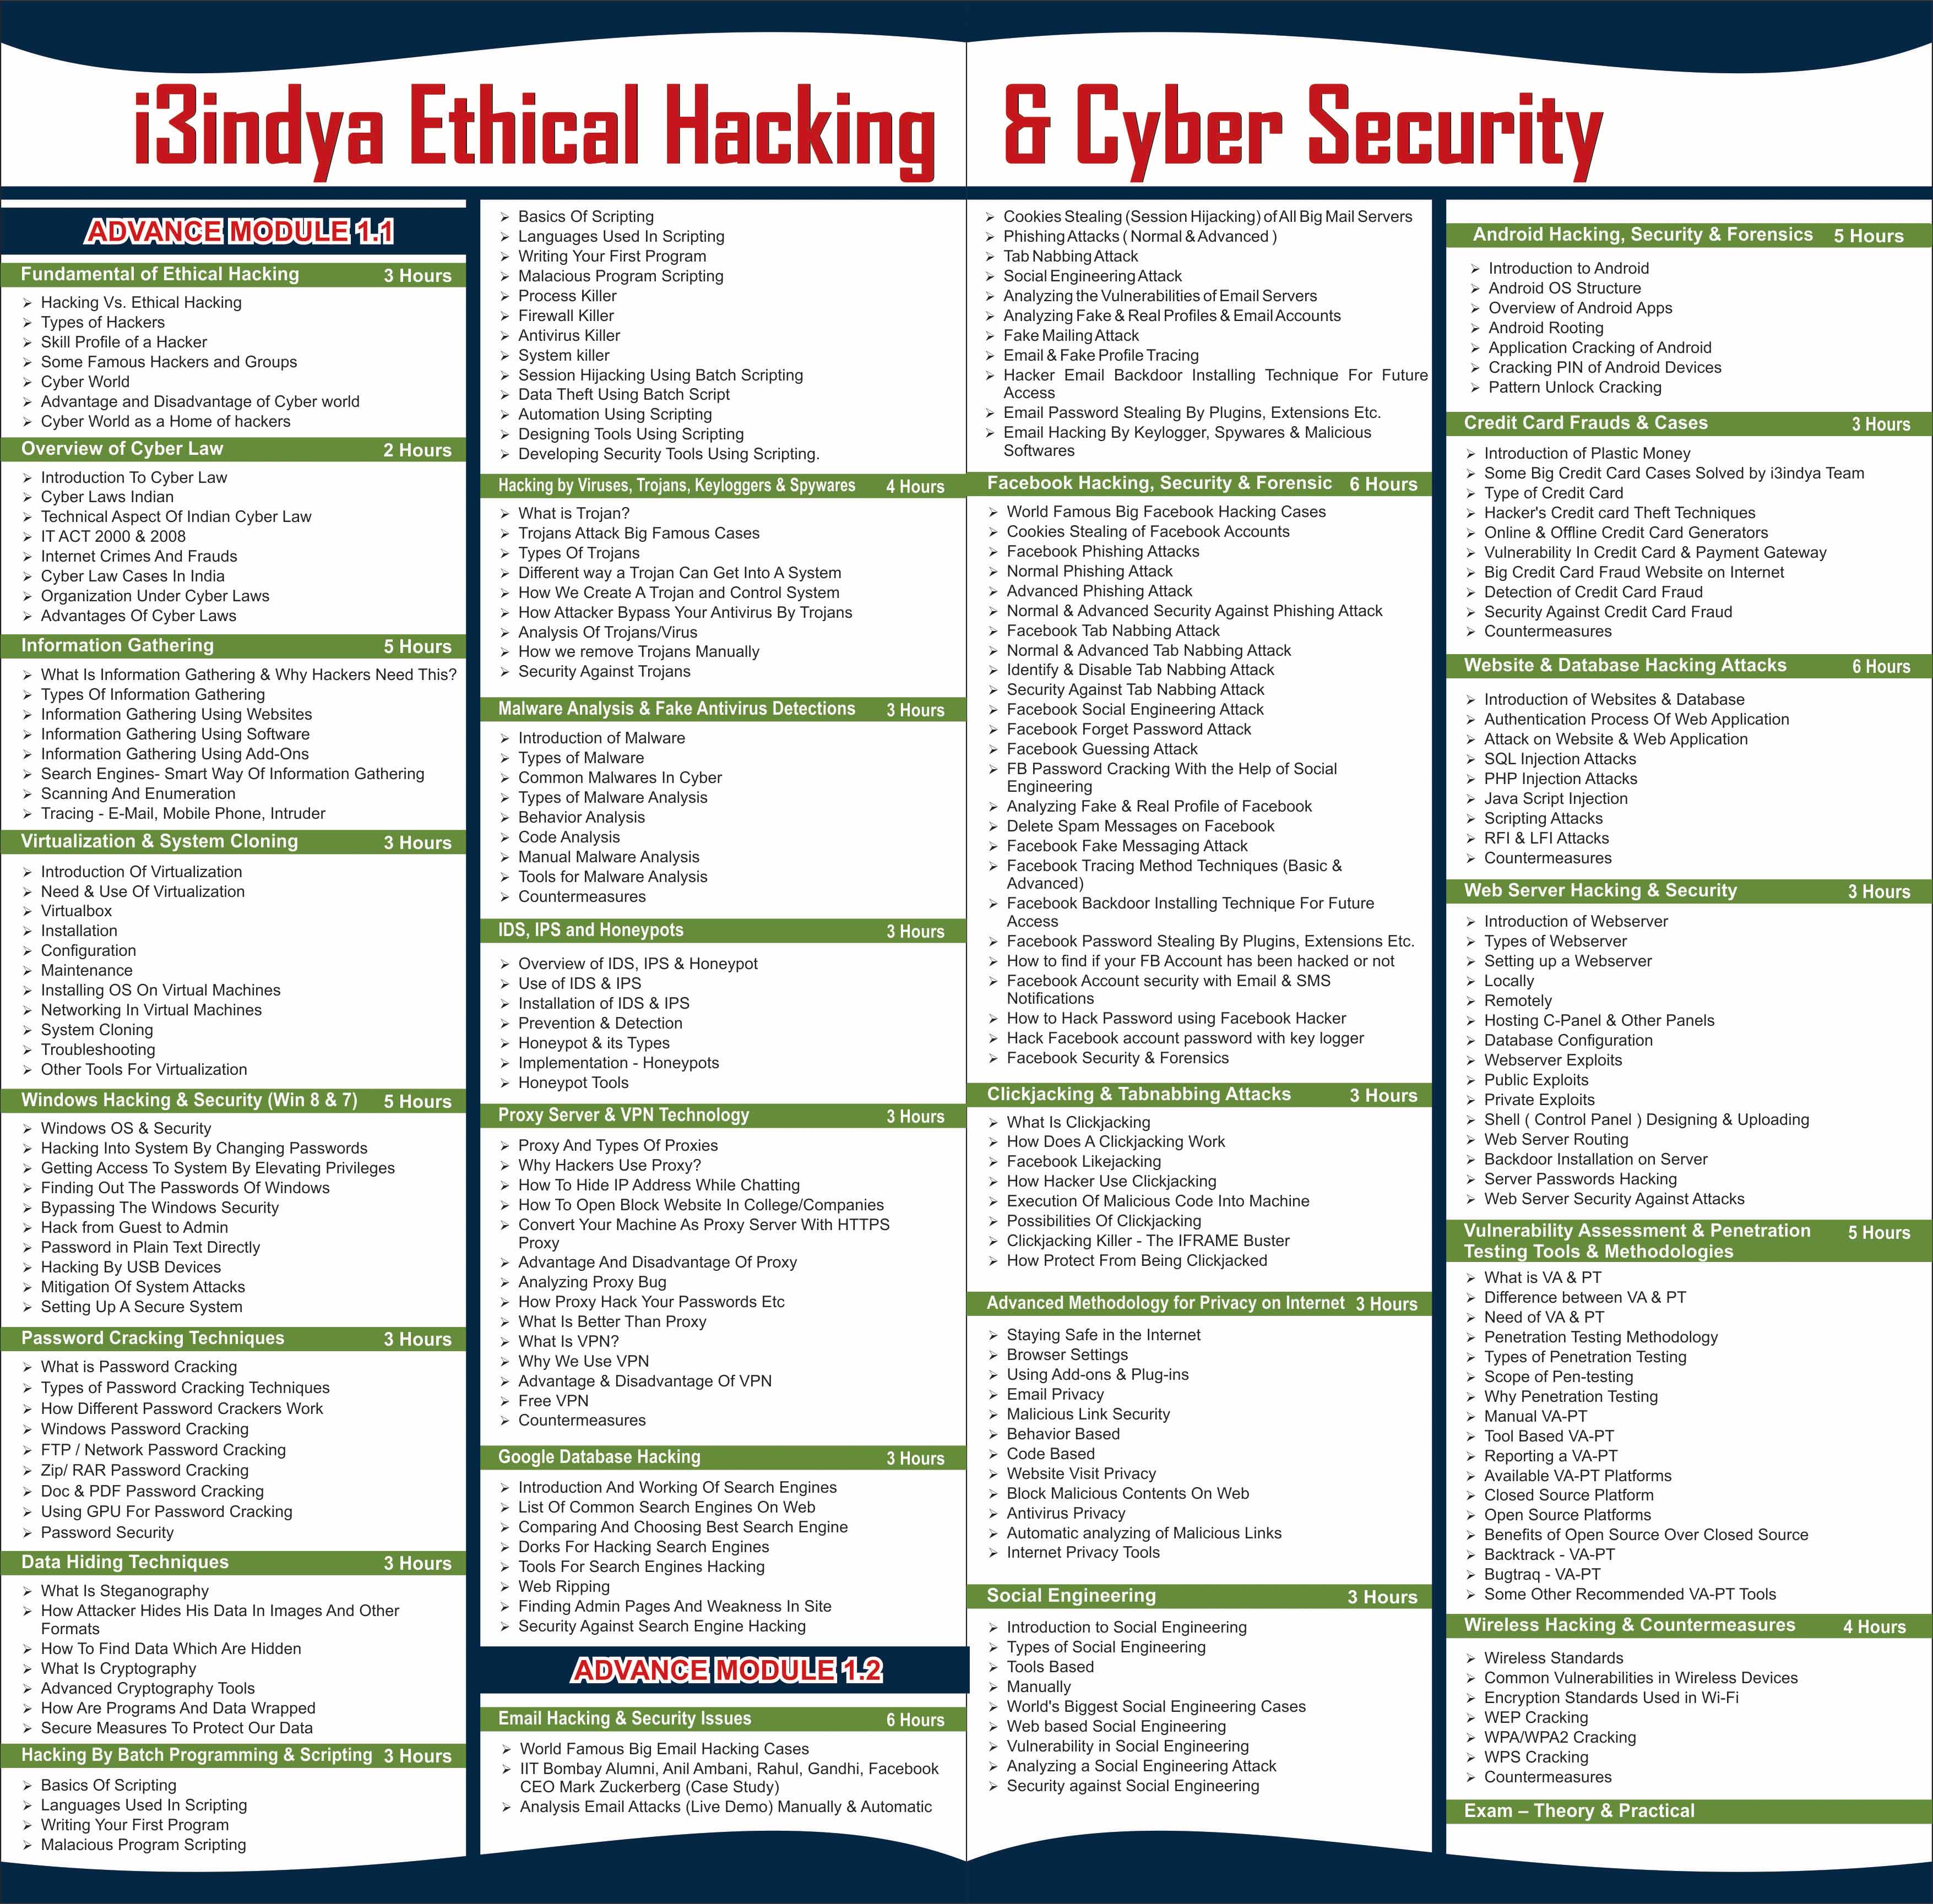 i3indya Ethical Hacking & Cyber Security
ADVANCE MODULE 1.1
Fundamental of Ethical Hacking 3 Hours
Hacking Vs. Ethical Hacking
Types of Hackers
Skill Profile of a Hacker
Some Famous Hackers and Groups
Cyber World
Advantage and Disadvantage of Cyber world
Cyber World as a Home of hackers
Overview of Cyber Law 2 Hours
Introduction To Cyber Law
Cyber Laws Indian
Technical Aspect Of Indian Cyber Law
IT ACT 2000 & 2008
Internet Crimes And Frauds
Cyber Law Cases In India
Organization Under Cyber Laws
Advantages Of Cyber Laws
Information Gathering 5 Hours
What Is Information Gathering & Why Hackers Need This?
Types Of Information Gathering
Information Gathering Using Websites
Information Gathering Using Software
Information Gathering Using Add-Ons
Search Engines- Smart Way Of Information Gathering
Scanning And Enumeration
Tracing - E-Mail, Mobile Phone, Intruder
Virtualization & System Cloning 3 Hours
Introduction Of Virtualization
Need & Use Of Virtualization
Virtualbox
Installation
Configuration
Maintenance
Installing OS On Virtual Machines
Networking In Virtual Machines
System Cloning
Troubleshooting
Other Tools For Virtualization
Windows Hacking & Security (Win 8 & 7) 5 Hours
Windows OS & Security
Hacking Into System By Changing Passwords
Getting Access To System By Elevating Privileges
Finding Out The Passwords Of Windows
Bypassing The Windows Security
Hack from Guest to Admin
Password in Plain Text Directly
Hacking By USB Devices
Mitigation Of System Attacks
Setting Up A Secure System
Password Cracking Techniques 3 Hours
What is Password Cracking
Types of Password Cracking Techniques
How Different Password Crackers Work
Windows Password Cracking
FTP / Network Password Cracking
Zip/ RAR Password Cracking
Doc & PDF Password Cracking
Using GPU For Password Cracking
Password Security
Data Hiding Techniques 3 Hours
What Is Steganography
How Attacker Hides His Data In Images And Other
Formats
How To Find Data Which Are Hidden
What Is Cryptography
Advanced Cryptography Tools
How Are Programs And Data Wrapped
Secure Measures To Protect Our Data
Hacking By Batch Programming & Scripting 3 Hours
Basics Of Scripting
Languages Used In Scripting
Writing Your First Program
Malacious Program Scripting
Basics Of Scripting
Languages Used In Scripting
Writing Your First Program
Malacious Program Scripting
Process Killer
Firewall Killer
Antivirus Killer
System killer
Session Hijacking Using Batch Scripting
Data Theft Using Batch Script
Automation Using Scripting
Designing Tools Using Scripting
Developing Security Tools Using Scripting.
Hacking by Viruses, Trojans, Keyloggers & Spywares 4 Hours
What is Trojan?
Trojans Attack Big Famous Cases
Types Of Trojans
Different way a Trojan Can Get Into A System
How We Create A Trojan and Control System
How Attacker Bypass Your Antivirus By Trojans
Analysis Of Trojans/Virus
How we remove Trojans Manually
Security Against Trojans
Malware Analysis & Fake Antivirus Detections 3 Hours
Introduction of Malware
Types of Malware
Common Malwares In Cyber
Types of Malware Analysis
Behavior Analysis
Code Analysis
Manual Malware Analysis
Tools for Malware Analysis
Countermeasures
IDS, IPS and Honeypots 3 Hours
Overview of IDS, IPS & Honeypot
Use of IDS & IPS
Installation of IDS & IPS
Prevention & Detection
Honeypot & its Types
Implementation - Honeypots
Honeypot Tools
Proxy Server & VPN Technology 3 Hours
Proxy And Types Of Proxies
Why Hackers Use Proxy?
How To Hide IP Address While Chatting
How To Open Block Website In College/Companies
Convert Your Machine As Proxy Server With HTTPS
Proxy
Advantage And Disadvantage Of Proxy
Analyzing Proxy Bug
How Proxy Hack Your Passwords Etc
What Is Better Than Proxy
What Is VPN?
Why We Use VPN
Advantage & Disadvantage Of VPN
Free VPN
Countermeasures
Google Database Hacking 3 Hours
Introduction And Working Of Search Engines
List Of Common Search Engines On Web
Comparing And Choosing Best Search Engine
Dorks For Hacking Search Engines
Tools For Search Engines Hacking
Web Ripping
Finding Admin Pages And Weakness In Site
Security Against Search Engine Hacking
ADVANCE MODULE 1.2
Email Hacking & Security Issues 6 Hours
World Famous Big Email Hacking Cases
IIT Bombay Alumni, Anil Ambani, Rahul, Gandhi, Facebook
CEO Mark Zuckerberg (Case Study)
Analysis Email Attacks (Live Demo) Manually & Automatic
Cookies Stealing (Session Hijacking) of All Big Mail Servers
Phishing Attacks ( Normal & Advanced )
Tab Nabbing Attack
Social Engineering Attack
Analyzing the Vulnerabilities of Email Servers
Analyzing Fake & Real Profiles & Email Accounts
Fake Mailing Attack
Email & Fake Profile Tracing
Hacker Email Backdoor Installing Technique For Future
Access
Email Password Stealing By Plugins, Extensions Etc.
Email Hacking By Keylogger, Spywares & Malicious
Softwares
Facebook Hacking, Security & Forensic 6 Hours
World Famous Big Facebook Hacking Cases
Cookies Stealing of Facebook Accounts
Facebook Phishing Attacks
Normal Phishing Attack
Advanced Phishing Attack
Normal & Advanced Security Against Phishing Attack
Facebook Tab Nabbing Attack
Normal & Advanced Tab Nabbing Attack
Identify & Disable Tab Nabbing Attack
Security Against Tab Nabbing Attack
Facebook Social Engineering Attack
Facebook Forget Password Attack
Facebook Guessing Attack
FB Password Cracking With the Help of Social
Engineering
Analyzing Fake & Real Profile of Facebook
Delete Spam Messages on Facebook
Facebook Fake Messaging Attack
Facebook Tracing Method Techniques (Basic &
Advanced)
Facebook Backdoor Installing Technique For Future
Access
Facebook Password Stealing By Plugins, Extensions Etc.
How to find if your FB Account has been hacked or not
Facebook Account security with Email & SMS
Notifications
How to Hack Password using Facebook Hacker
Hack Facebook account password with key logger
Facebook Security & Forensics
Clickjacking & Tabnabbing Attacks 3 Hours
What Is Clickjacking
How Does A Clickjacking Work
Facebook Likejacking
How Hacker Use Clickjacking
Execution Of Malicious Code Into Machine
Possibilities Of Clickjacking
Clickjacking Killer - The IFRAME Buster
How Protect From Being Clickjacked
Advanced Methodology for Privacy on Internet 3 Hours
Staying Safe in the Internet
Browser Settings
Using Add-ons & Plug-ins
Email Privacy
Malicious Link Security
Behavior Based
Code Based
Website Visit Privacy
Block Malicious Contents On Web
Antivirus Privacy
Automatic analyzing of Malicious Links
Internet Privacy Tools
Social Engineering 3 Hours
Introduction to Social Engineering
Types of Social Engineering
Tools Based
Manually
World's Biggest Social Engineering Cases
Web based Social Engineering
Vulnerability in Social Engineering
Analyzing a Social Engineering Attack
Security against Social Engineering
Android Hacking, Security & Forensics 5 Hours
Introduction to Android
Android OS Structure
Overview of Android Apps
Android Rooting
Application Cracking of Android
Cracking PIN of Android Devices
Pattern Unlock Cracking
Credit Card Frauds & Cases 3 Hours
Introduction of Plastic Money
Some Big Credit Card Cases Solved by i3indya Team
Type of Credit Card
Hacker's Credit card Theft Techniques
Online & Offline Credit Card Generators
Vulnerability In Credit Card & Payment Gateway
Big Credit Card Fraud Website on Internet
Detection of Credit Card Fraud
Security Against Credit Card Fraud
Countermeasures
Website & Database Hacking Attacks 6 Hours
Introduction of Websites & Database
Authentication Process Of Web Application
Attack on Website & Web Application
SQL Injection Attacks
PHP Injection Attacks
Java Script Injection
Scripting Attacks
RFI & LFI Attacks
Countermeasures
Web Server Hacking & Security 3 Hours
Introduction of Webserver
Types of Webserver
Setting up a Webserver
Locally
Remotely
Hosting C-Panel & Other Panels
Database Configuration
Webserver Exploits
Public Exploits
Private Exploits
Shell ( Control Panel ) Designing & Uploading
Web Server Routing
Backdoor Installation on Server
Server Passwords Hacking
Web Server Security Against Attacks
Vulnerability Assessment & Penetration 5 Hours
Testing Tools & Methodologies
What is VA & PT
Difference between VA & PT
Need of VA & PT
Penetration Testing Methodology
Types of Penetration Testing
Scope of Pen-testing
Why Penetration Testing
Manual VA-PT
Tool Based VA-PT
Reporting a VA-PT
Available VA-PT Platforms
Closed Source Platform
Open Source Platforms
Benefits of Open Source Over Closed Source
Backtrack - VA-PT
Bugtraq - VA-PT
Some Other Recommended VA-PT Tools
Wireless Hacking & Countermeasures 4 Hours
Wireless Standards
Common Vulnerabilities in Wireless Devices
Encryption Standards Used in Wi-Fi
WEP Cracking
WPA/WPA2 Cracking
WPS Cracking
Countermeasures
Exam – Theory & Practical